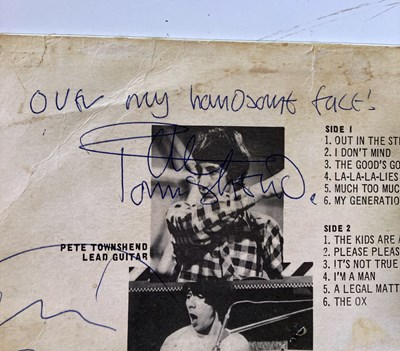 over my handsome face!
Pete
Townshend.
SIDE 1
1. OUT IN THE
2. I DON'T MIND
3. THE GOOD'S
4. LA-LA-LA-LIES
5. MUCH TOO MUC
6. MY GENERATIO
PETE TOWNSHEND
LEAD GUITAR
SIDE 2
1. THE KIDS ARE
2. PLEASE PLEAS
3. IT'S NOT TRUE
4. I'M A MAN
5. A LEGAL MATT
6. THE OX